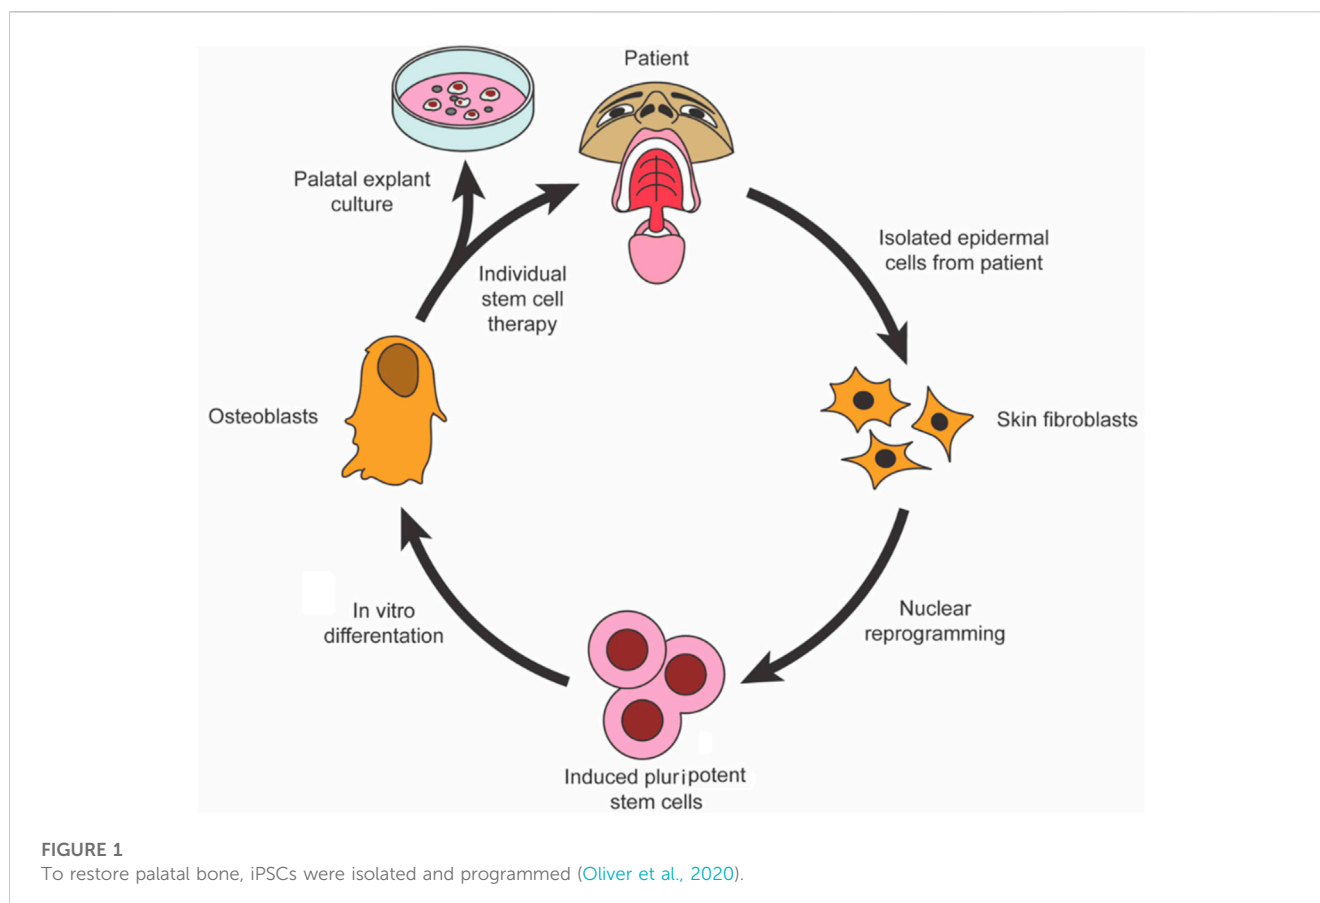 Patient
Palatal explant
culture
Isolated epidermal
cells from patient
Individual
stem cell
therapy
Osteoblasts
Skin fibroblasts
In vitro
differentation
Nuclear
reprogramming
Induced pluripotent
stem cells
FIGURE 1
To restore palatal bone, iPSCs were isolated and programmed (Oliver et al., 2020).